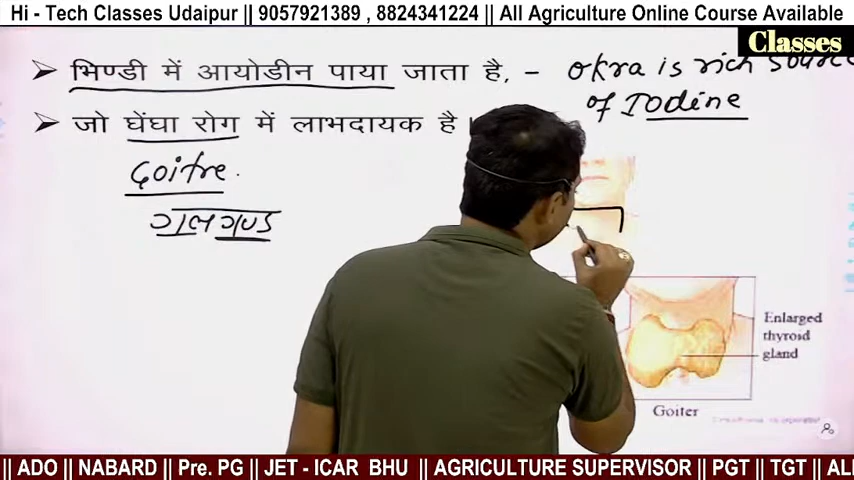 Hi - Tech Classes Udaipur || 9057921389 , 8824341224 || All Agriculture Online Course Available
Classes
भिण्डी में आयोडीन पाया जाता है, - okra is rich source
of Iodine
जो घेंघा रोग में लाभदायक है।
Goitre.
गलगण्ड
Enlarged
thyroid
gland
Goiter
|| ADO || NABARD || Pre. PG || JET - ICAR BHU || AGRICULTURE SUPERVISOR || PGT || TGT ||